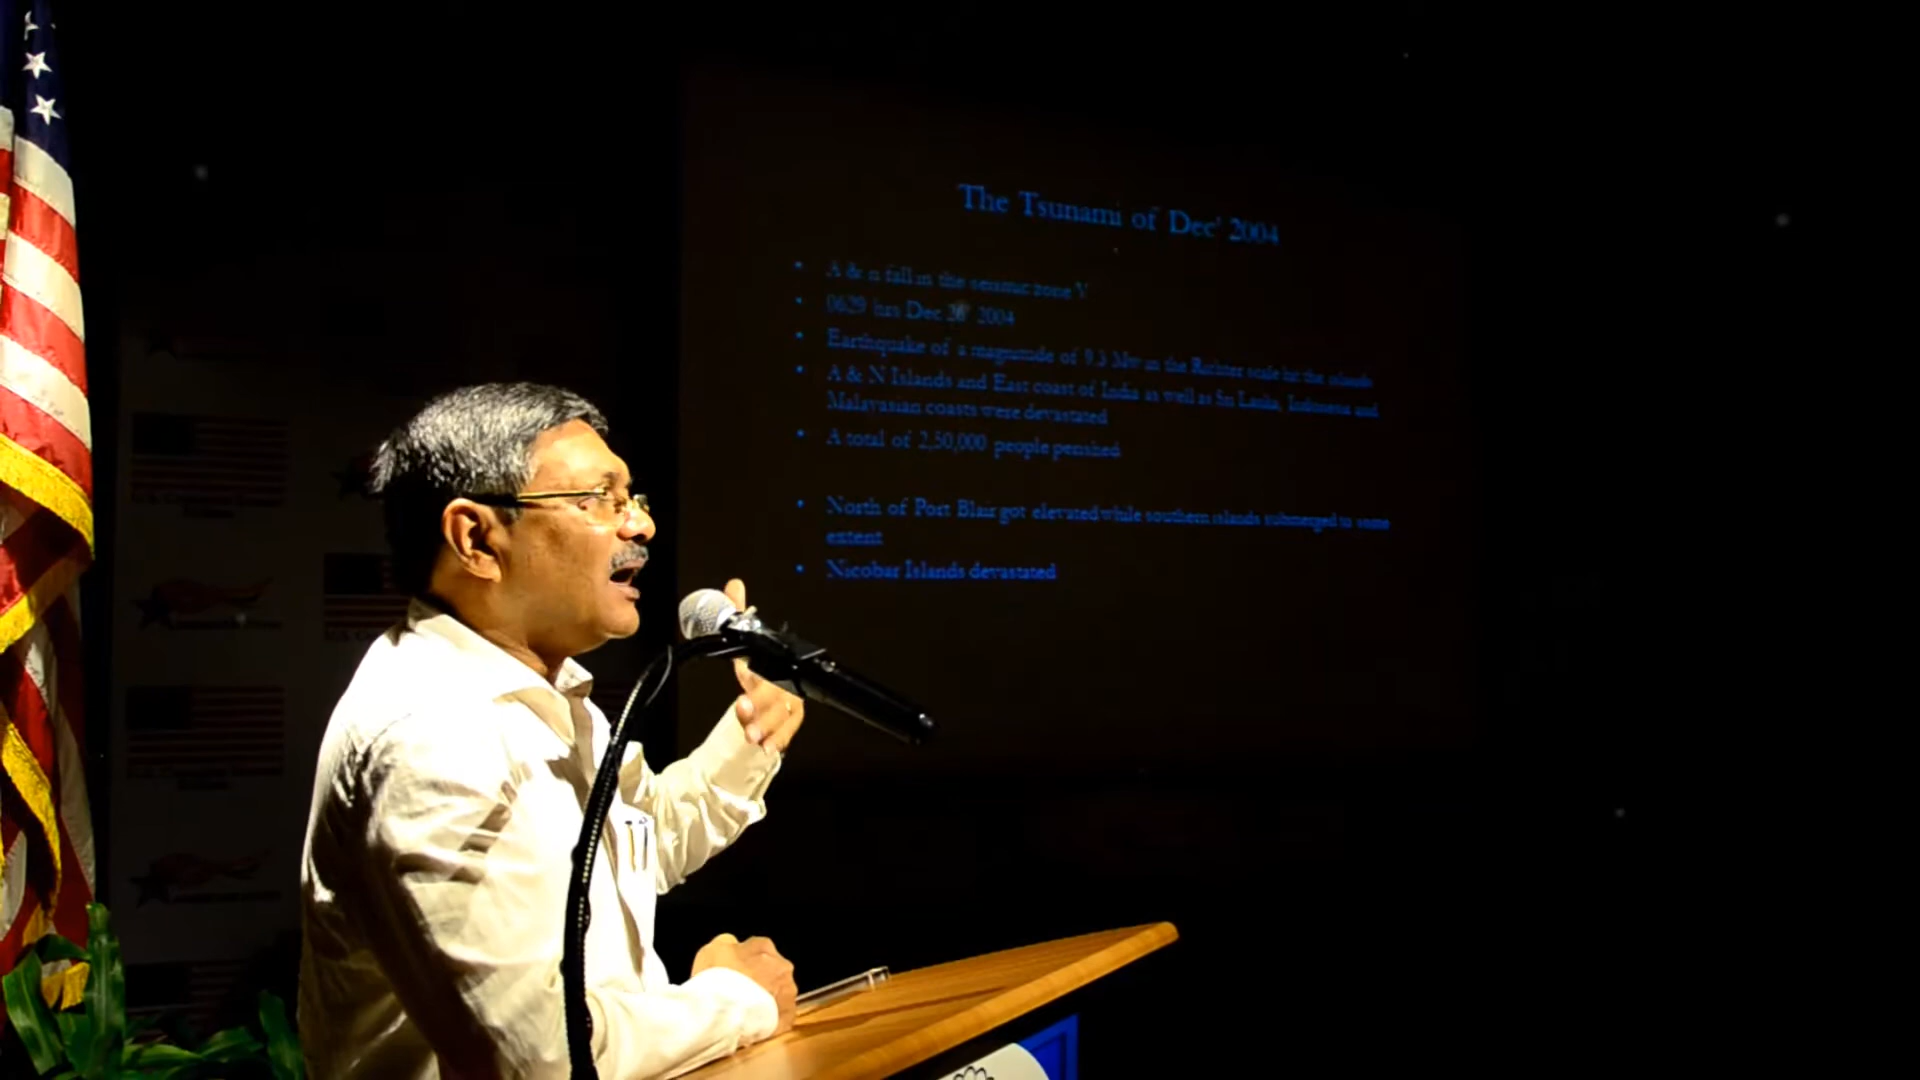 The Tsunami of Dec' 2004
• A & n fall in the seismic zone V
• 0629 hrs Dec 26' 2004
• Earthquake of a magnitude of 9.3 Mw in the Richter scale hit the islands
• A & N Islands and East coast of India as well as Sri Lanka, Indonesia and
Malaysian coasts were devastated
• A total of 2,50,000 people perished
• North of Port Blair got elevated while southern islands submerged to some
extent
• Nicobar Islands devastated